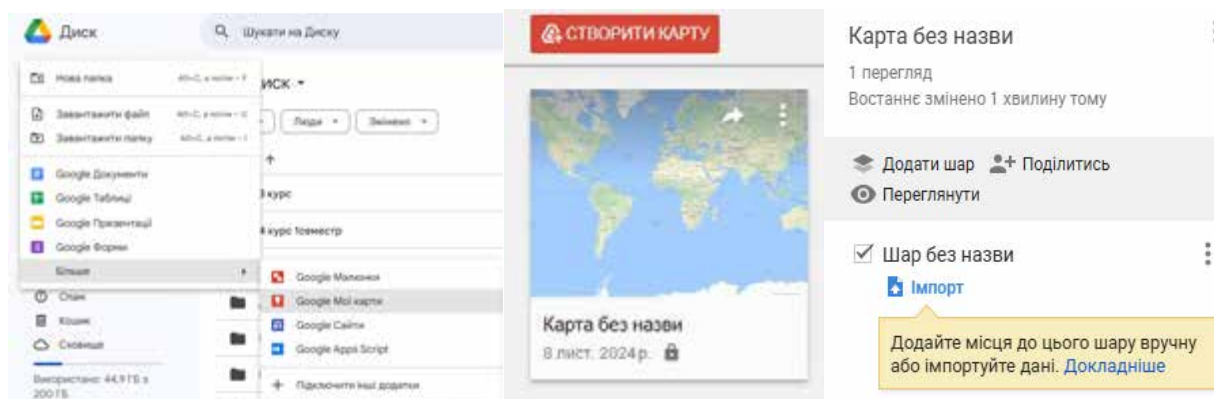 Диск
Шукати на Диску
Нова папка
Завантажити файл
Завантажити папку
Google Документи
Google Таблиці
Google Презентації
Google Форми
Більше
Спам
Кошик
Сховище
Використано: 44,9 ТБ з
200 ТБ
иск
Люди
Змінено
3 курс
4 курс 1семестр
Google Малюнки
Google Мої карти
Google Сайти
Google Apps Script
Підключити інші додатки
СТВОРИТИ КАРТУ
Карта без назви
8 лист. 2024 р.
Карта без назви
1 перегляд
Востаннє змінено 1 хвилину тому
Додати шар Поділитись
Переглянути
Шар без назви
Імпорт
Додайте місця до цього шару вручну
або імпортуйте дані. Докладніше